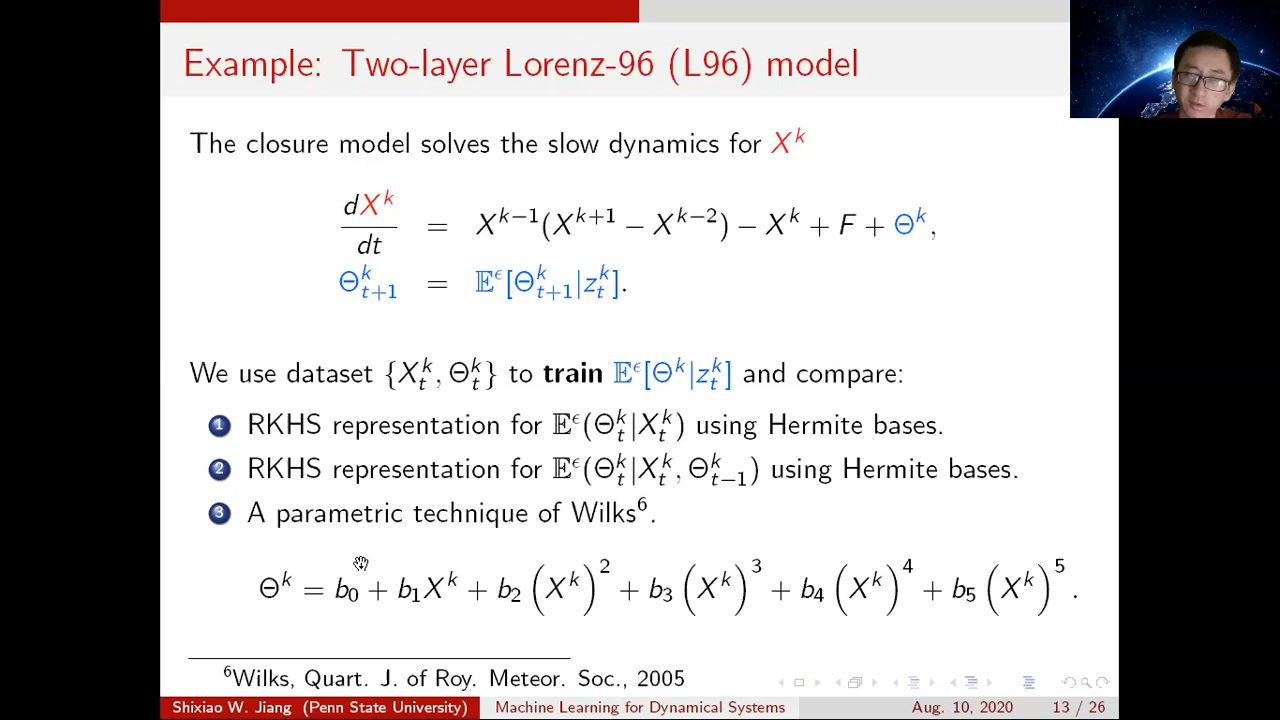 Example: Two-layer Lorenz-96 (L96) model
The closure model solves the slow dynamics for X^k
dX^k/dt = X^{k−1}(X^{k+1} − X^{k−2}) − X^k + F + Θ^k,
Θ^k_{t+1} = 𝔼^ϵ[Θ^k_{t+1}|z^k_t].
We use dataset {X^k_t, Θ^k_t} to train 𝔼^ϵ[Θ^k|z^k_t] and compare:
1 RKHS representation for 𝔼^ϵ(Θ^k_t|X^k_t) using Hermite bases.
2 RKHS representation for 𝔼^ϵ(Θ^k_t|X^k_t, Θ^k_{t−1}) using Hermite bases.
3 A parametric technique of Wilks^6.
Θ^k = b_0 + b_1X^k + b_2(X^k)^2 + b_3(X^k)^3 + b_4(X^k)^4 + b_5(X^k)^5.
^6Wilks, Quart. J. of Roy. Meteor. Soc., 2005
Shixiao W. Jiang (Penn State University) Machine Learning for Dynamical Systems Aug. 10, 2020 13 / 26